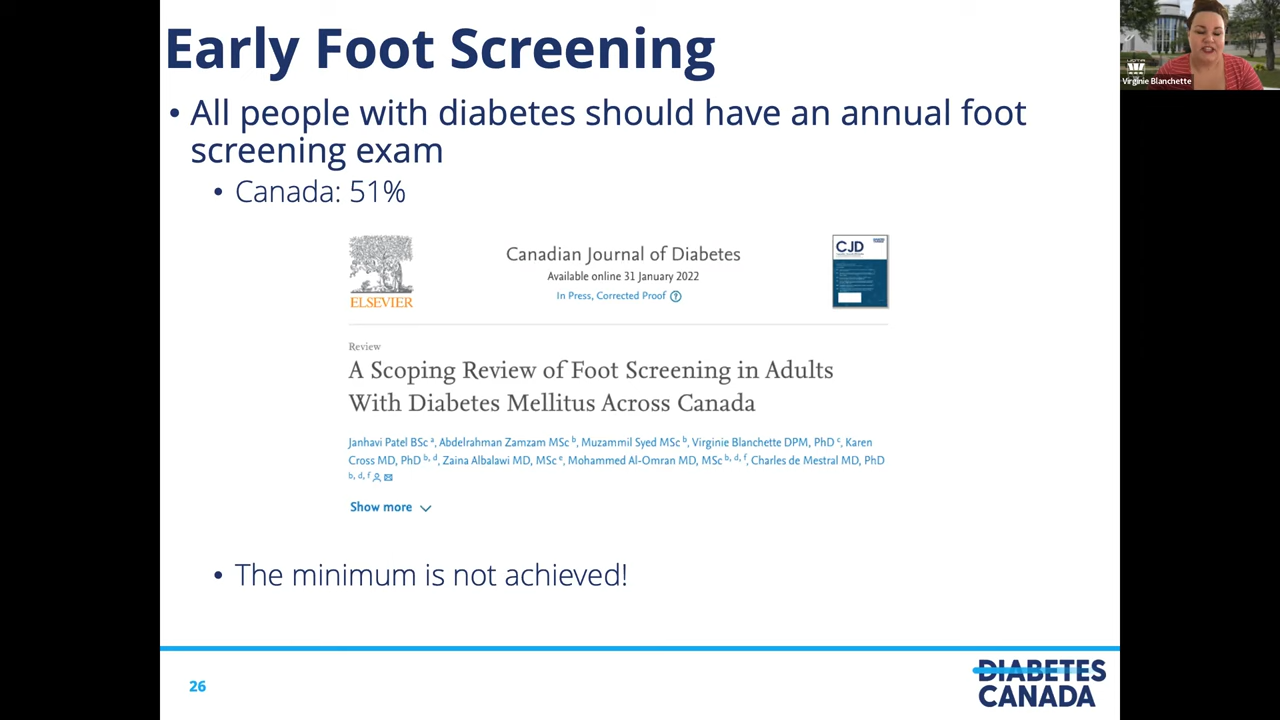 Early Foot Screening
• All people with diabetes should have an annual foot
screening exam
• Canada: 51%
ELSEVIER
Canadian Journal of Diabetes
Available online 31 January 2022
In Press, Corrected Proof ?
CJD
Review
A Scoping Review of Foot Screening in Adults
With Diabetes Mellitus Across Canada
Janhavi Patel BSc a, Abdelrahman Zamzam MSc b, Muzammil Syed MSc b, Virginie Blanchette DPM, PhD c, Karen
Cross MD, PhD b, d, Zaina Albalawi MD, MSc e, Mohammed Al-Omran MD, MSc b, d, f, Charles de Mestral MD, PhD
b, d, f
Show more
• The minimum is not achieved!
26
DIABETES
CANADA
Virginie Blanchette